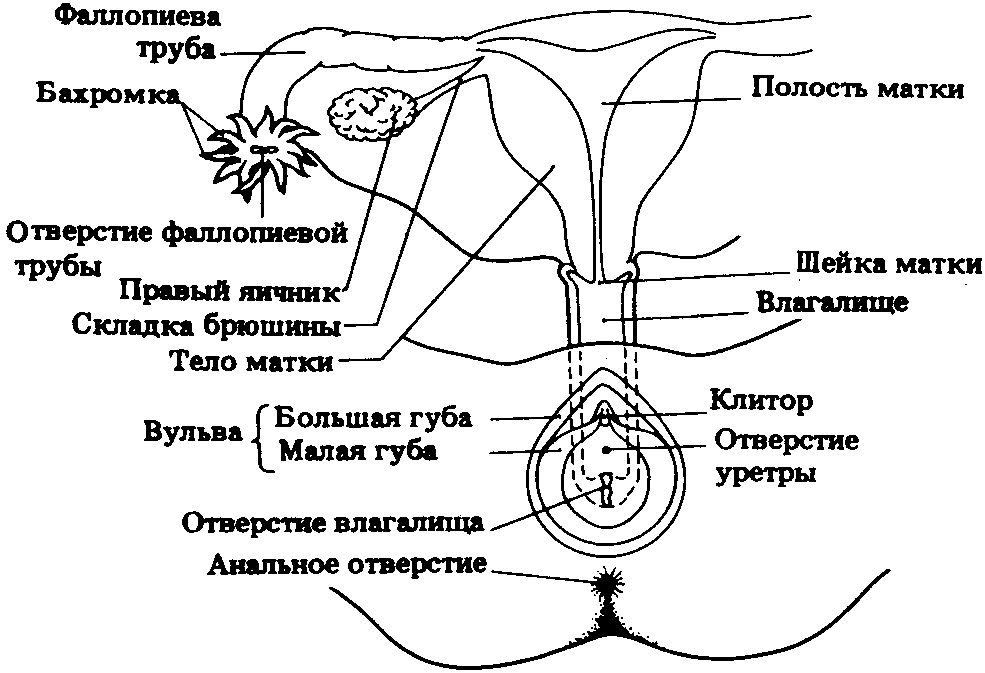 Фаллопиева
труба
Бахромка
Полость матки
Отверстие фаллопиевой
трубы
Правый яичник
Складка брюшины
Тело матки
Шейка матки
Влагалище
Вульва
Большая губа
Малая губа
Клитор
Отверстие
уретры
Отверстие влагалища
Анальное отверстие